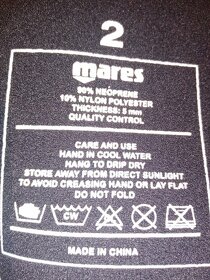 2
mares
90% NEOPRENE
10% NYLON POLYESTER
THICKNESS: 5 mm
QUALITY CONTROL
CARE AND USE
HAND IN COOL WATER
HANG TO DRIP DRY
STORE AWAY FROM DIRECT SUNLIGHT
TO AVOID CREASING HAND OR LAY FLAT
DO NOT FOLD
CW
MADE IN CHINA